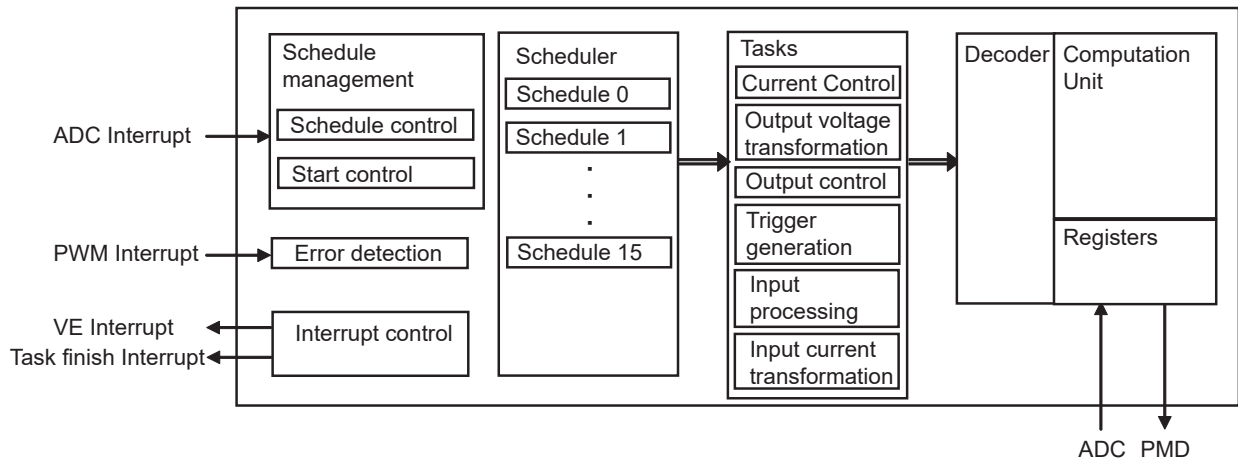 ADC Interrupt
PWM Interrupt
VE Interrupt
Task finish Interrupt
Schedule
management
Schedule control
Start control
Error detection
Interrupt control
Scheduler
Schedule 0
Schedule 1
.
.
.
Schedule 15
Tasks
Current Control
Output voltage
transformation
Output control
Trigger
generation
Input
processing
Input current
transformation
Decoder
Computation
Unit
Registers
ADC
PMD